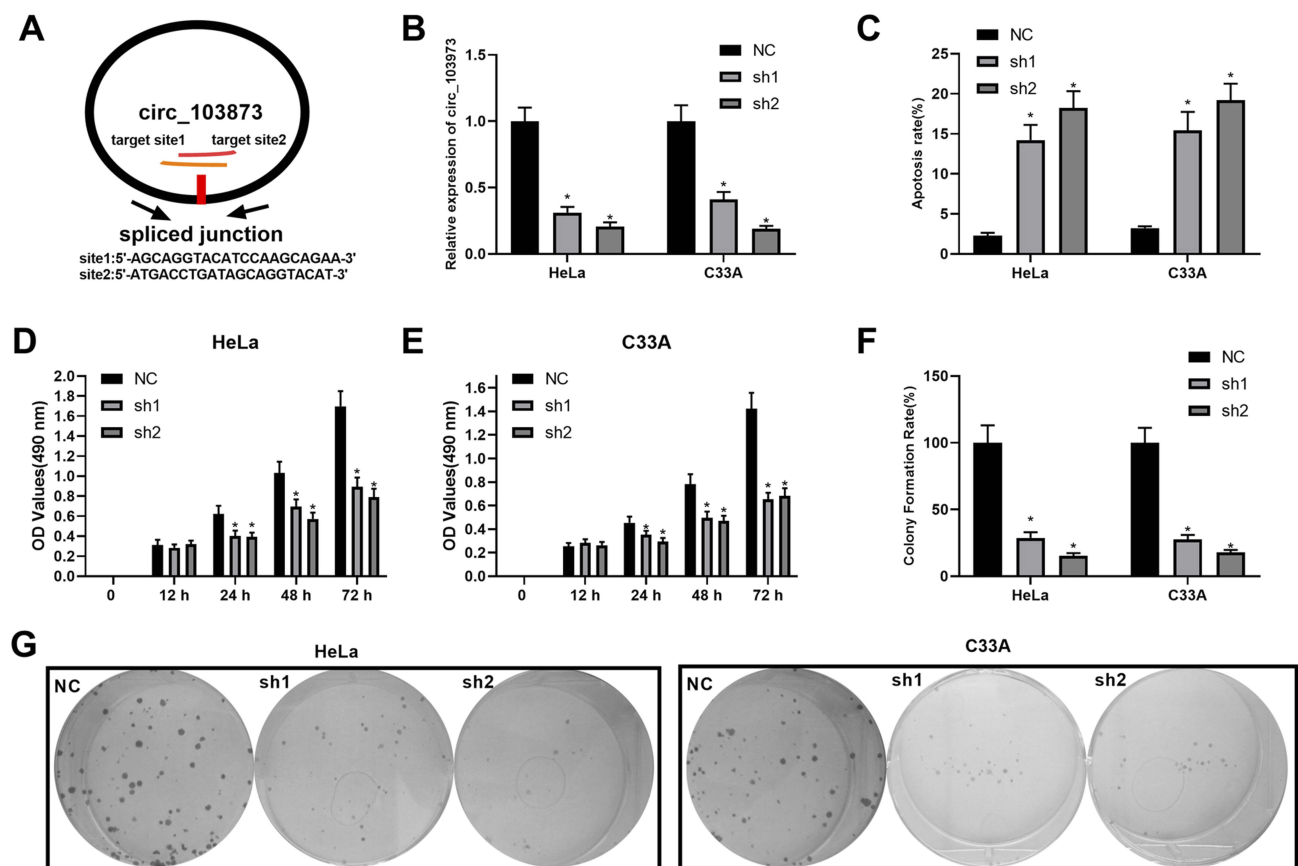 A
circ_103873
target site1 target site2
spliced junction
site1:5'-AGCAGGTACATCCAAGCAGAA-3'
site2:5'-ATGACCTGATAGCAGGTACAT-3'
B
Relative expression of circ_103973
NC
sh1
sh2
1.5
1.0
0.5
0.0
* * * *
HeLa C33A
C
Apotosis rate(%)
NC
sh1
sh2
25
20
15
10
5
0
* * * *
HeLa C33A
D
HeLa
OD Values(490 nm)
NC
sh1
sh2
2.0
1.8
1.6
1.4
1.2
1.0
0.8
0.6
0.4
0.2
0.0
* * * * * *
0 12 h 24 h 48 h 72 h
E
C33A
OD Values(490 nm)
NC
sh1
sh2
1.6
1.4
1.2
1.0
0.8
0.6
0.4
0.2
0.0
* * * * * *
0 12 h 24 h 48 h 72 h
F
Colony Formation Rate(%)
NC
sh1
sh2
150
100
50
0
* * * *
HeLa C33A
G
HeLa
NC sh1 sh2
C33A
NC sh1 sh2